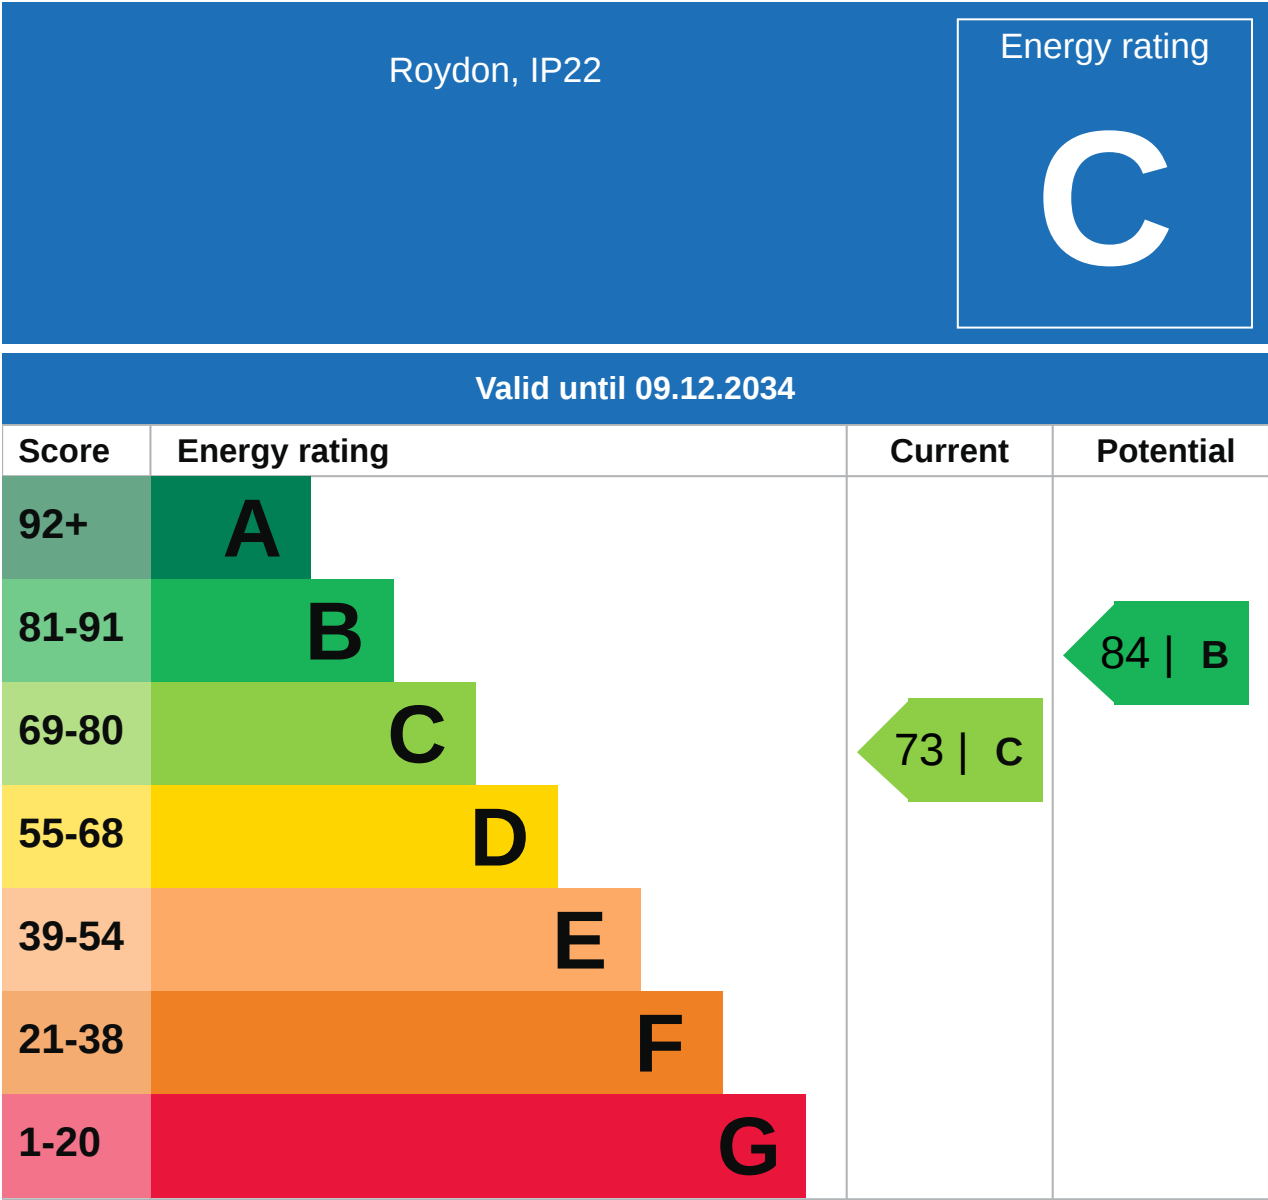 Roydon, IP22
Energy rating
C
Valid until 09.12.2034
Score Energy rating Current Potential
92+ A
81-91 B
84 | B
69-80 C
73 | C
55-68 D
39-54 E
21-38 F
1-20 G